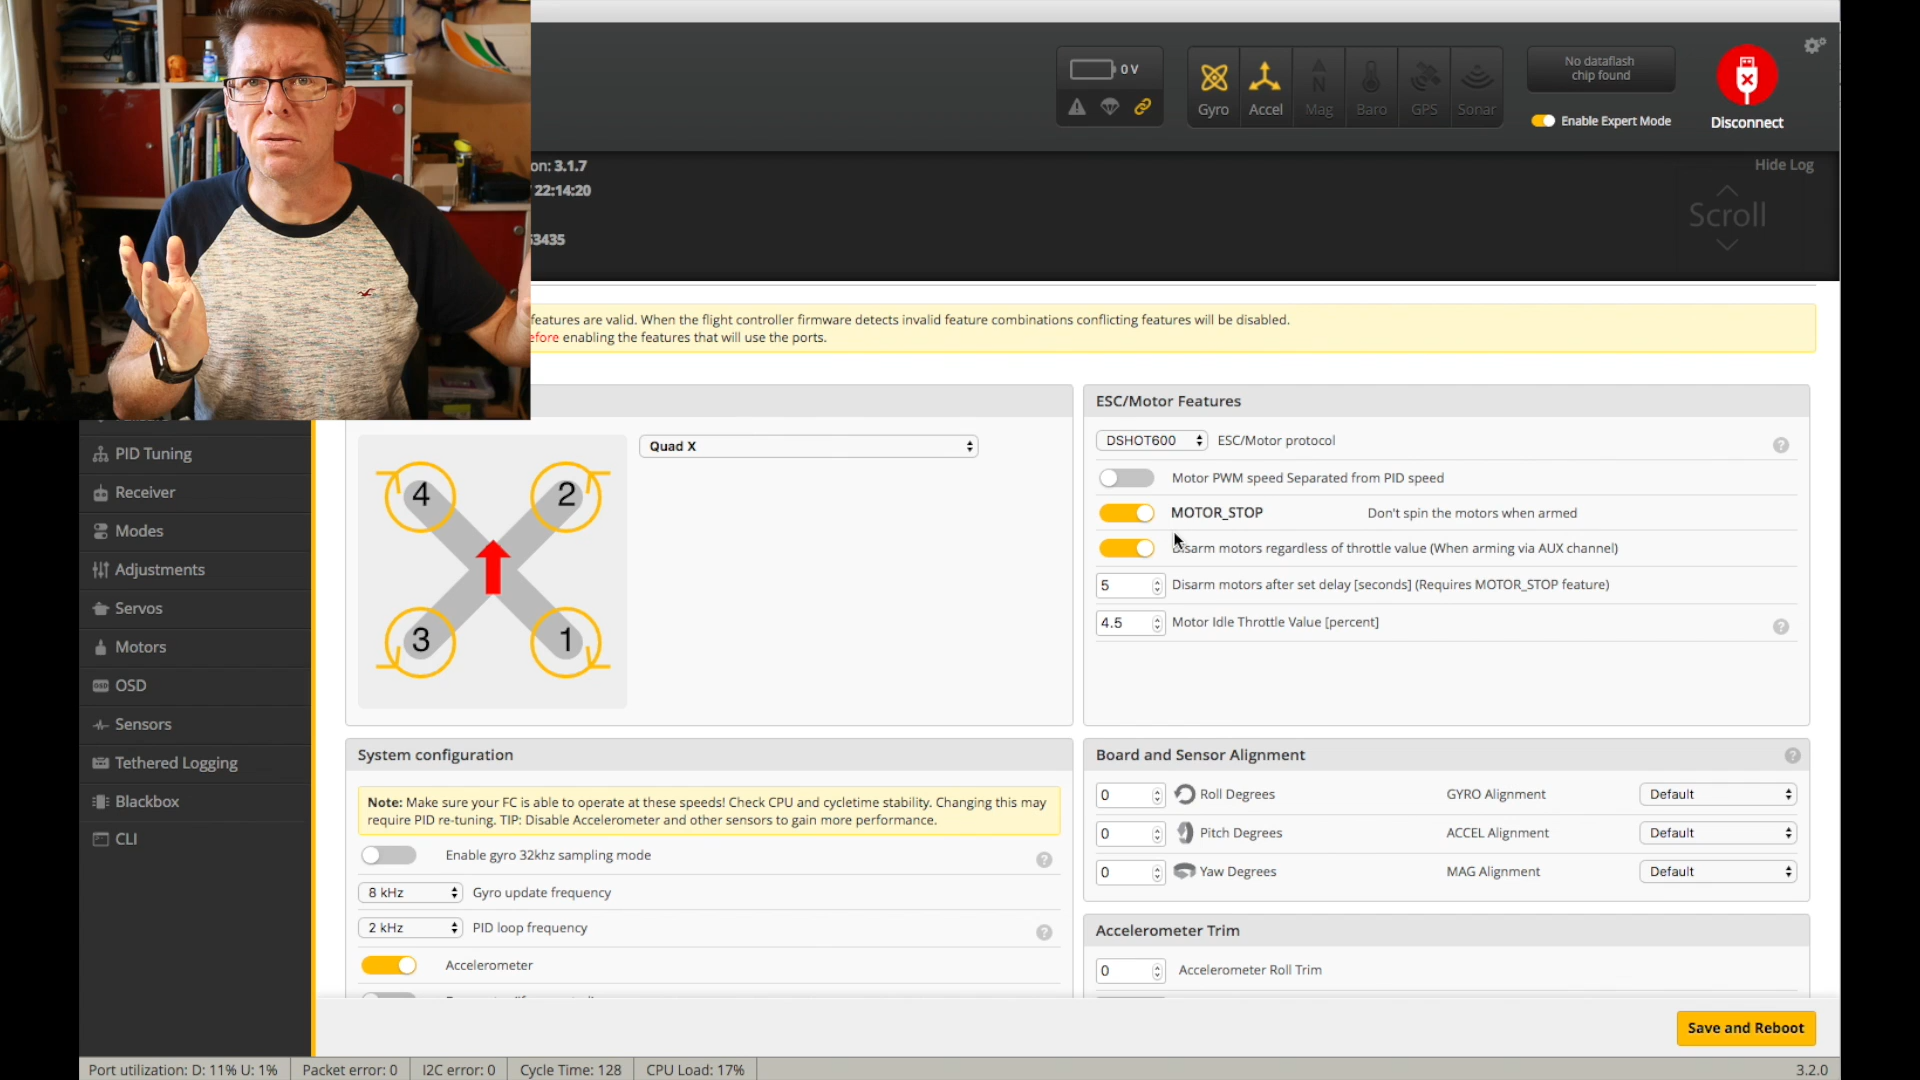 0 V
No dataflash
chip found
Gyro
Accel
Mag
Baro
GPS
Sonar
Enable Expert Mode
Disconnect
on: 3.1.7
22:14:20
53435
Hide Log
Scroll
features are valid. When the flight controller firmware detects invalid feature combinations conflicting features will be disabled.
efore enabling the features that will use the ports.
PID Tuning
Receiver
Modes
Adjustments
Servos
Motors
OSD
Sensors
Tethered Logging
Blackbox
CLI
Quad X
4
2
3
1
ESC/Motor Features
DSHOT600 ESC/Motor protocol
Motor PWM speed Separated from PID speed
MOTOR_STOP Don't spin the motors when armed
Disarm motors regardless of throttle value (When arming via AUX channel)
5 Disarm motors after set delay [seconds] (Requires MOTOR_STOP feature)
4.5 Motor Idle Throttle Value [percent]
System configuration
Note: Make sure your FC is able to operate at these speeds! Check CPU and cycletime stability. Changing this may
require PID re-tuning. TIP: Disable Accelerometer and other sensors to gain more performance.
Enable gyro 32khz sampling mode
8 kHz Gyro update frequency
2 kHz PID loop frequency
Accelerometer
Board and Sensor Alignment
0 Roll Degrees GYRO Alignment Default
0 Pitch Degrees ACCEL Alignment Default
0 Yaw Degrees MAG Alignment Default
Accelerometer Trim
0 Accelerometer Roll Trim
Save and Reboot
Port utilization: D: 11% U: 1% Packet error: 0 I2C error: 0 Cycle Time: 128 CPU Load: 17% 3.2.0